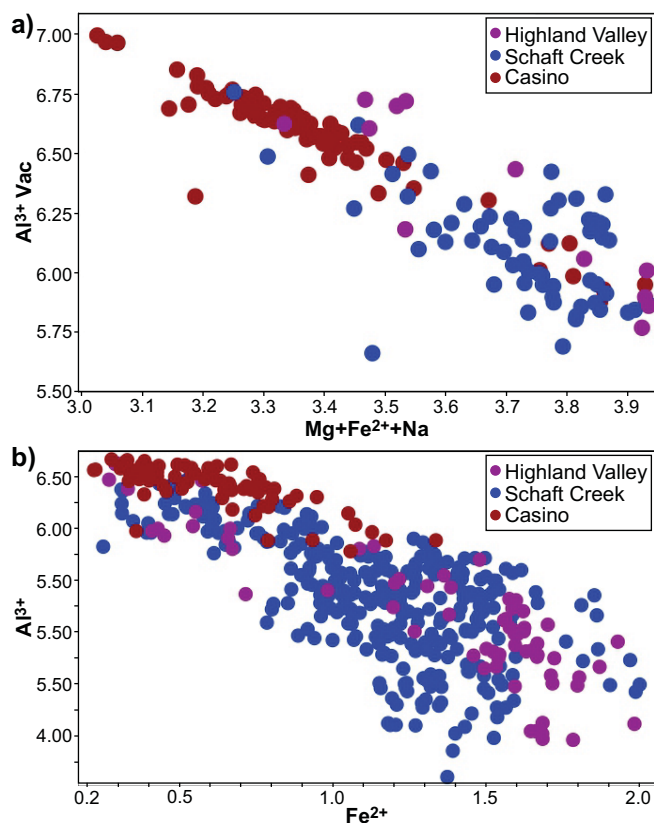 a)
Highland Valley
Schaft Creek
Casino
Al³⁺ Vac
7.00
6.75
6.50
6.25
6.00
5.75
5.50
3.0 3.1 3.2 3.3 3.4 3.5 3.6 3.7 3.8 3.9
Mg+Fe²⁺+Na
b)
Highland Valley
Schaft Creek
Casino
Al³⁺
6.50
6.00
5.50
5.50
5.50
4.00
0.2 0.5 1.0 1.5 2.0
Fe²⁺